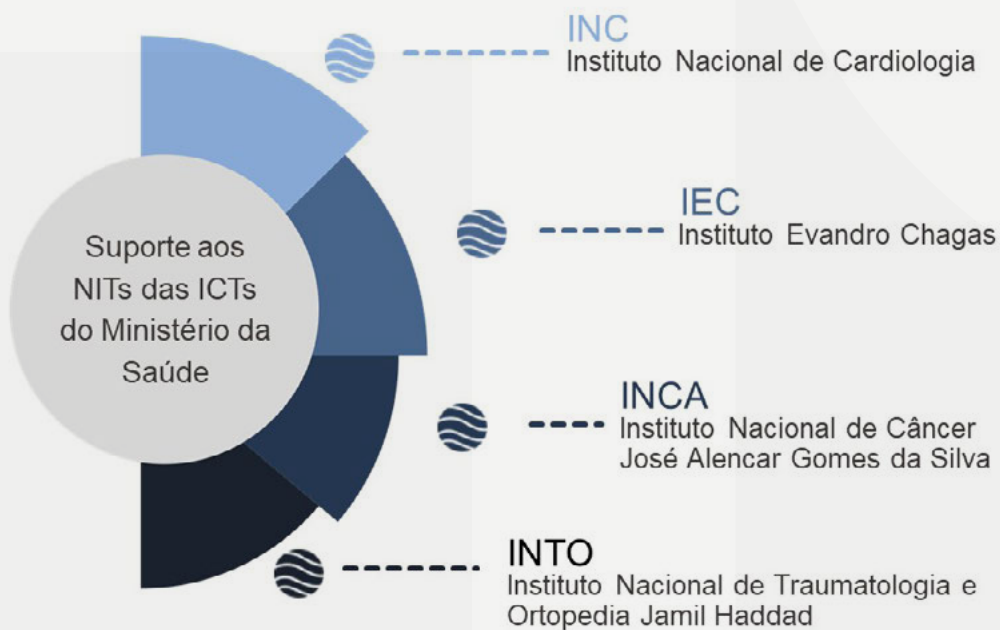 INC
Instituto Nacional de Cardiologia
IEC
Instituto Evandro Chagas
Suporte aos
NITs das ICTs
do Ministério da
Saúde
INCA
Instituto Nacional de Câncer
José Alencar Gomes da Silva
INTO
Instituto Nacional de Traumatologia e
Ortopedia Jamil Haddad